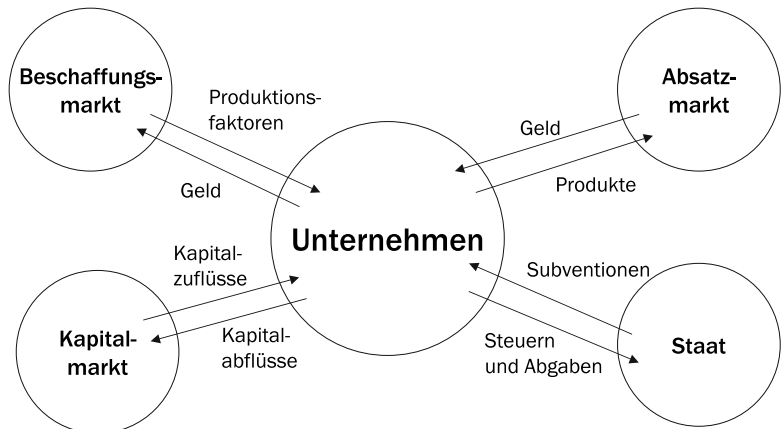 Beschaffungs-
markt
Produktions-
faktoren
Geld
Absatz-
markt
Geld
Produkte
Unternehmen
Kapital-
zuflüsse
Kapital-
abflüsse
Kapital-
markt
Subventionen
Steuern
und Abgaben
Staat